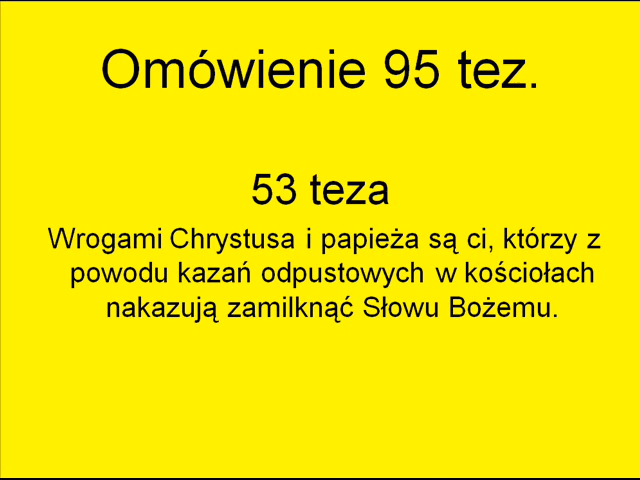 Omówienie 95 tez.
53 teza
Wrogami Chrystusa i papieża są ci, którzy z
powodu kazań odpustowych w kościołach
nakazują zamilknąć Słowu Bożemu.